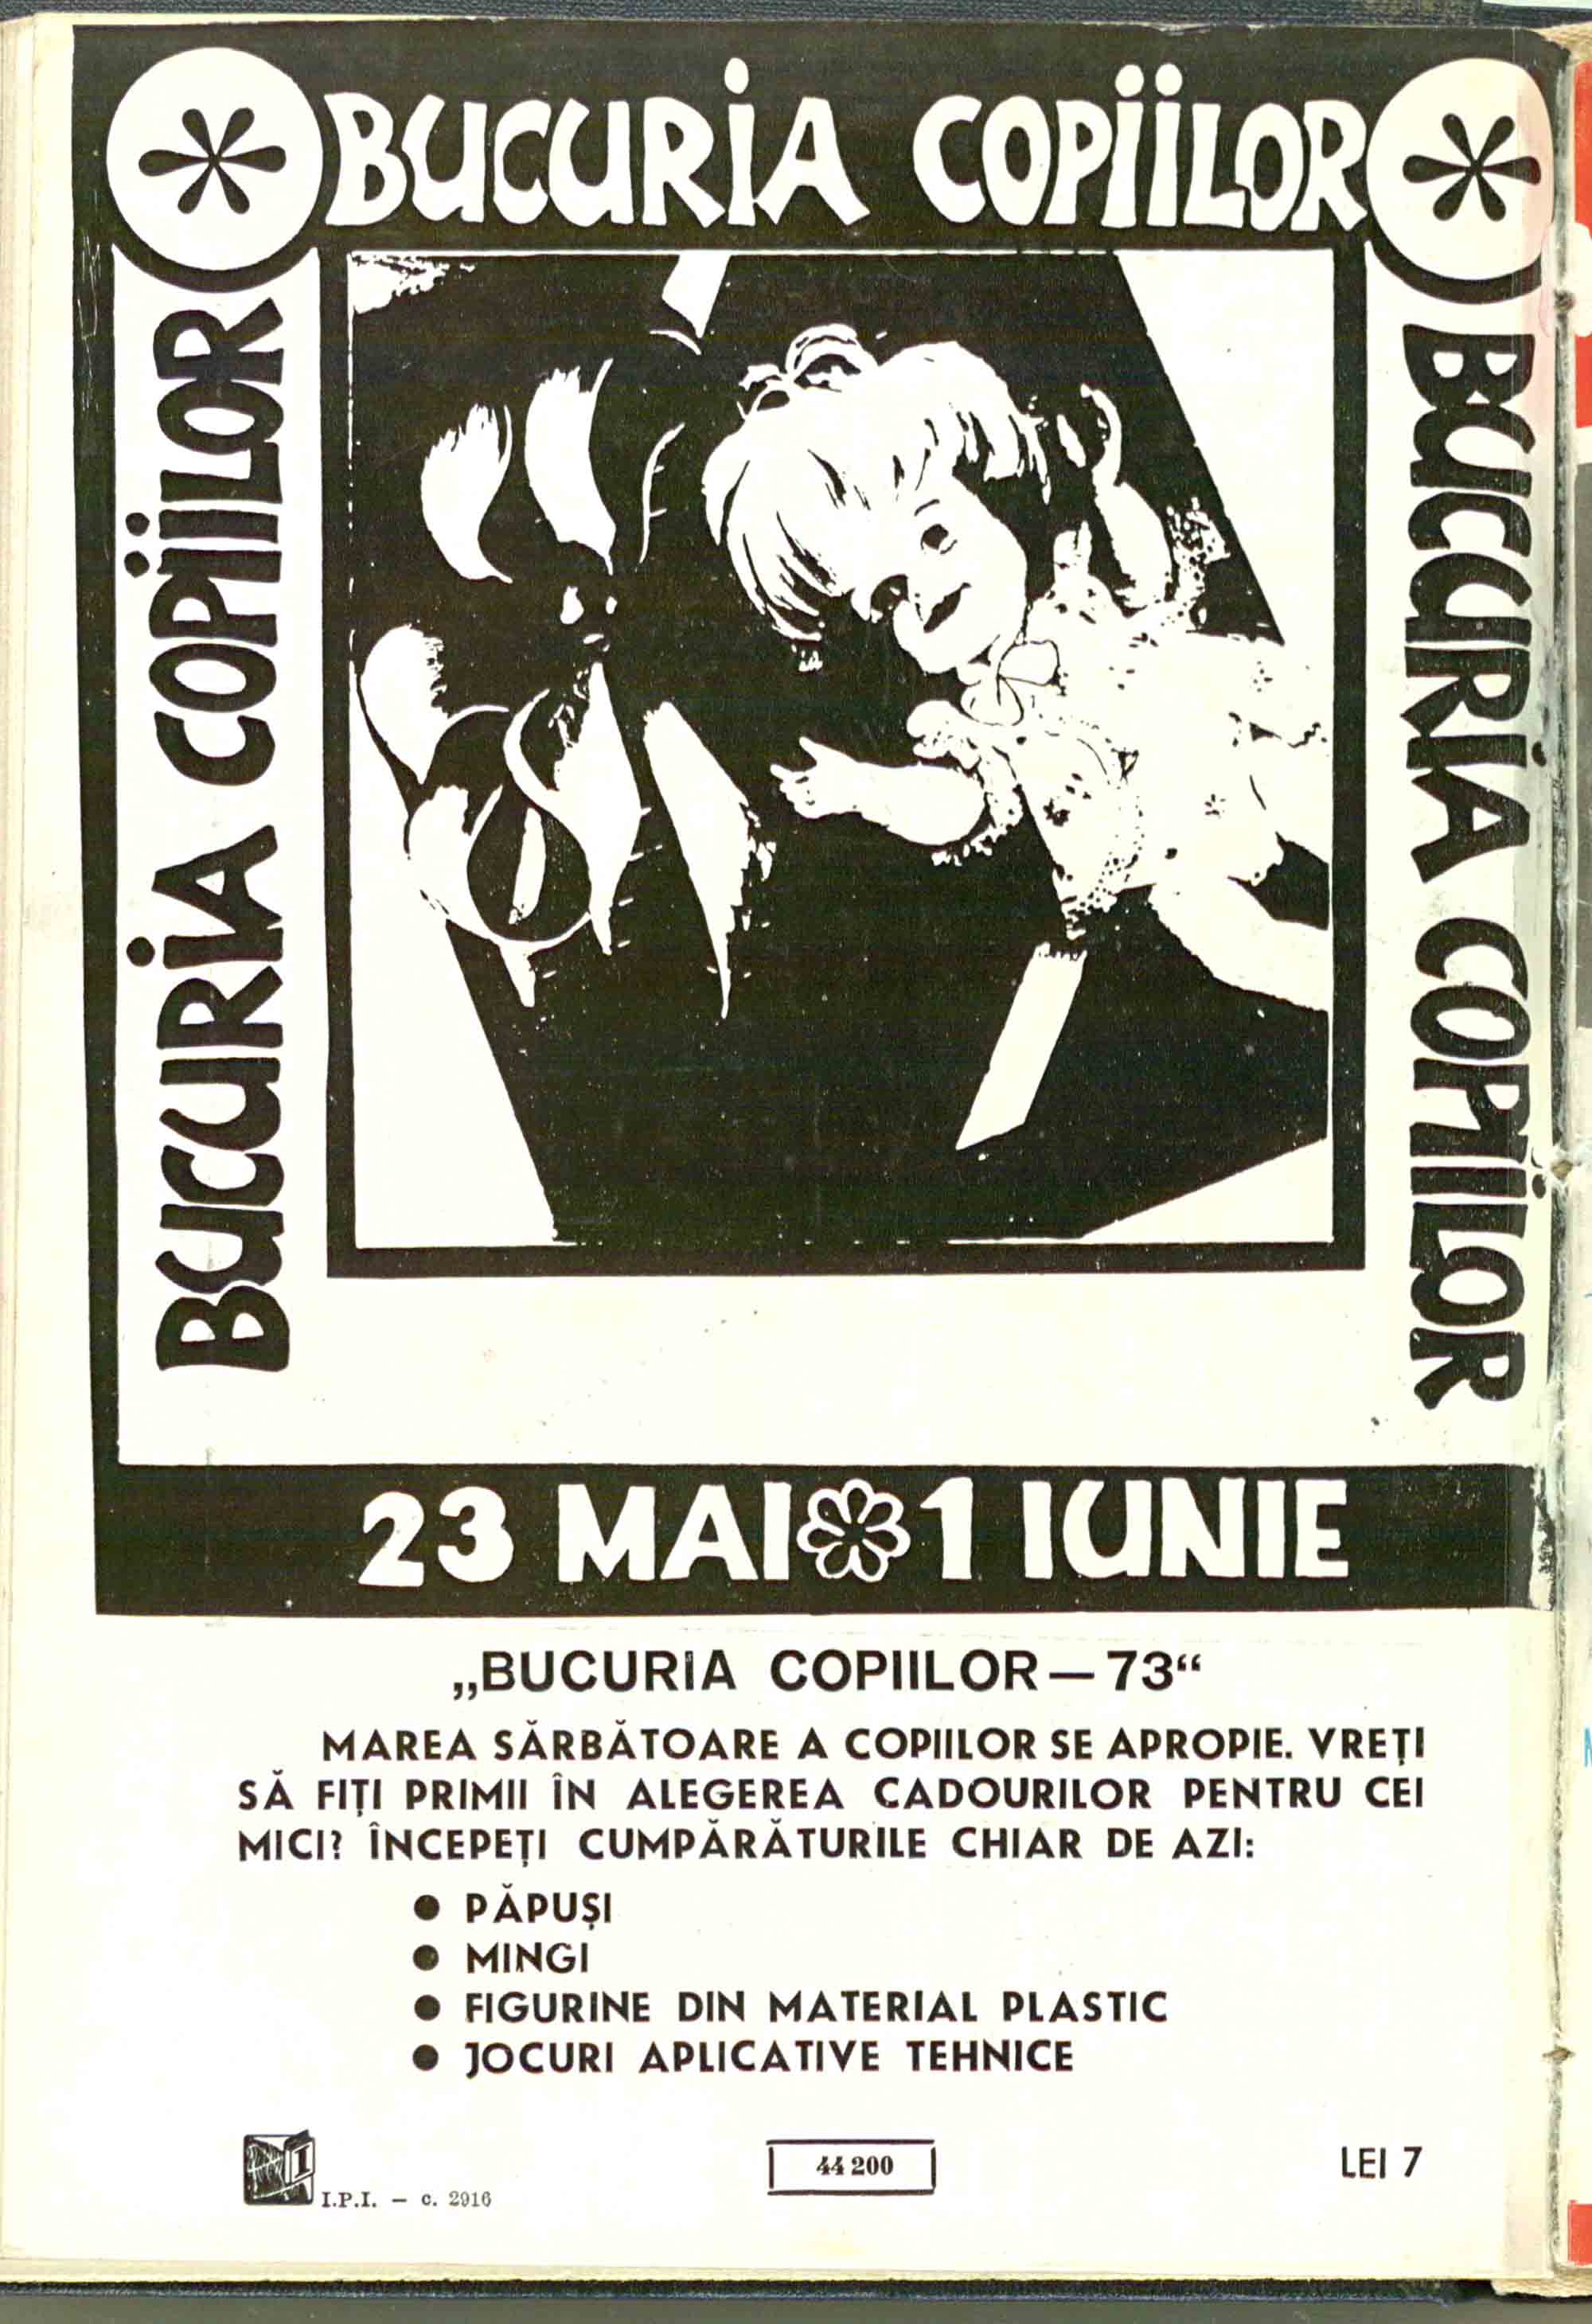 BUCURIA COPIILOR
BUCURIA COPIILOR
BUCURIA COPIILOR
23 MAI 1 IUNIE
„BUCURIA COPIILOR — 73“
MAREA SĂRBĂTOARE A COPIILOR SE APROPIE. VREȚI
SĂ FIȚI PRIMII ÎN ALEGEREA CADOURILOR PENTRU CEI
MICI? ÎNCEPEȚI CUMPĂRĂTURILE CHIAR DE AZI:
● PĂPUȘI
● MINGI
● FIGURINE DIN MATERIAL PLASTIC
● JOCURI APLICATIVE TEHNICE
I.P.I. — c. 2916
44 200
LEI 7